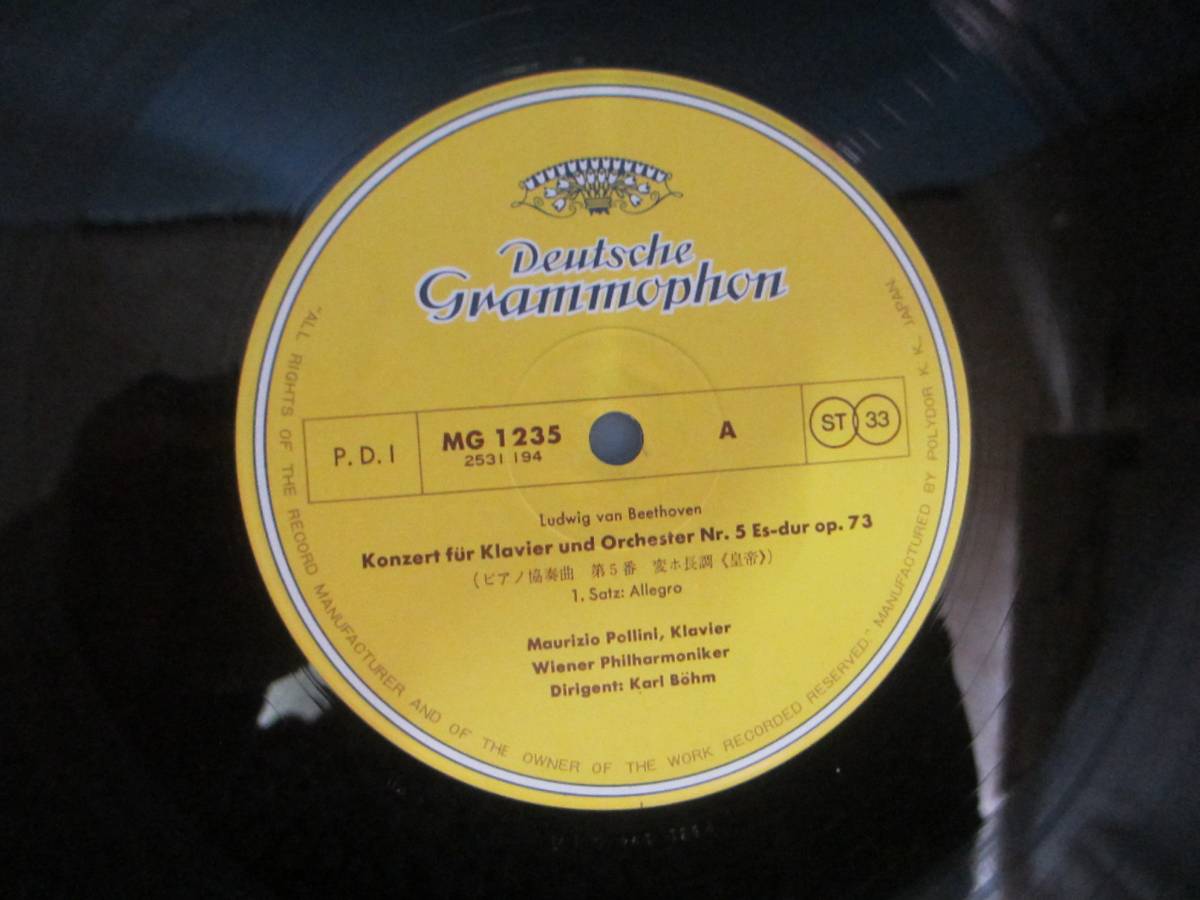 Deutsche
Grammophon
P. D. I
MG 1235
2531 194
A
ST 33
Ludwig van Beethoven
Konzert für Klavier und Orchester Nr. 5 Es-dur op. 73
(ピアノ協奏曲 第5番 変ホ長調《皇帝》)
1. Satz: Allegro
Maurizio Pollini, Klavier
Wiener Philharmoniker
Dirigent: Karl Böhm
"ALL RIGHTS OF THE RECORD MANUFACTURER AND OF THE OWNER OF THE WORK RECORDED RESERVED." MANUFACTURED BY POLYDOR K. K., JAPAN